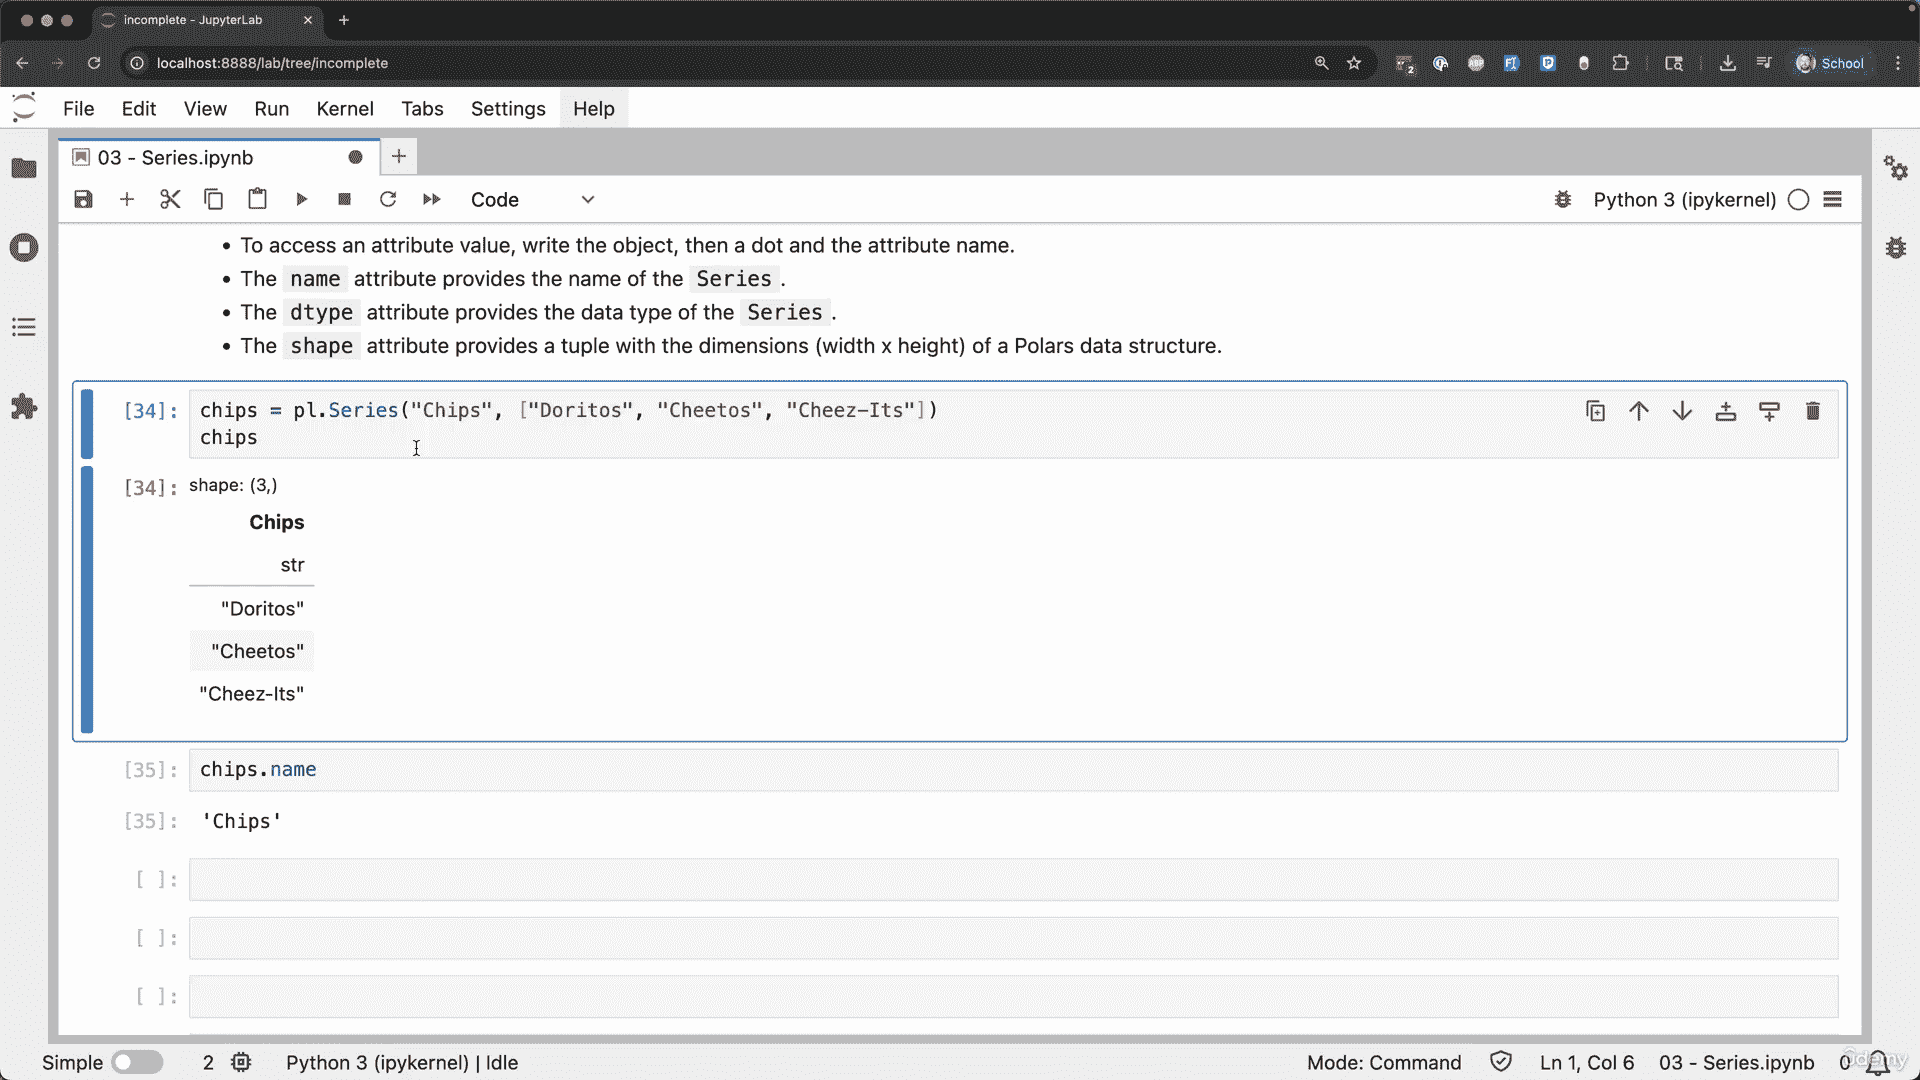 incomplete - JupyterLab
localhost:8888/lab/tree/incomplete
2
ABP
School
File Edit View Run Kernel Tabs Settings Help
03 - Series.ipynb
Code
Python 3 (ipykernel)
• To access an attribute value, write the object, then a dot and the attribute name.
• The name attribute provides the name of the Series .
• The dtype attribute provides the data type of the Series .
• The shape attribute provides a tuple with the dimensions (width x height) of a Polars data structure.
[34]: chips = pl.Series("Chips", ["Doritos", "Cheetos", "Cheez-Its"])
chips
[34]: shape: (3,)
Chips
str
"Doritos"
"Cheetos"
"Cheez-Its"
[35]: chips.name
[35]: 'Chips'
[ ]:
[ ]:
[ ]:
Simple 2 Python 3 (ipykernel) | Idle Mode: Command Ln 1, Col 6 03 - Series.ipynb 0
Udemy